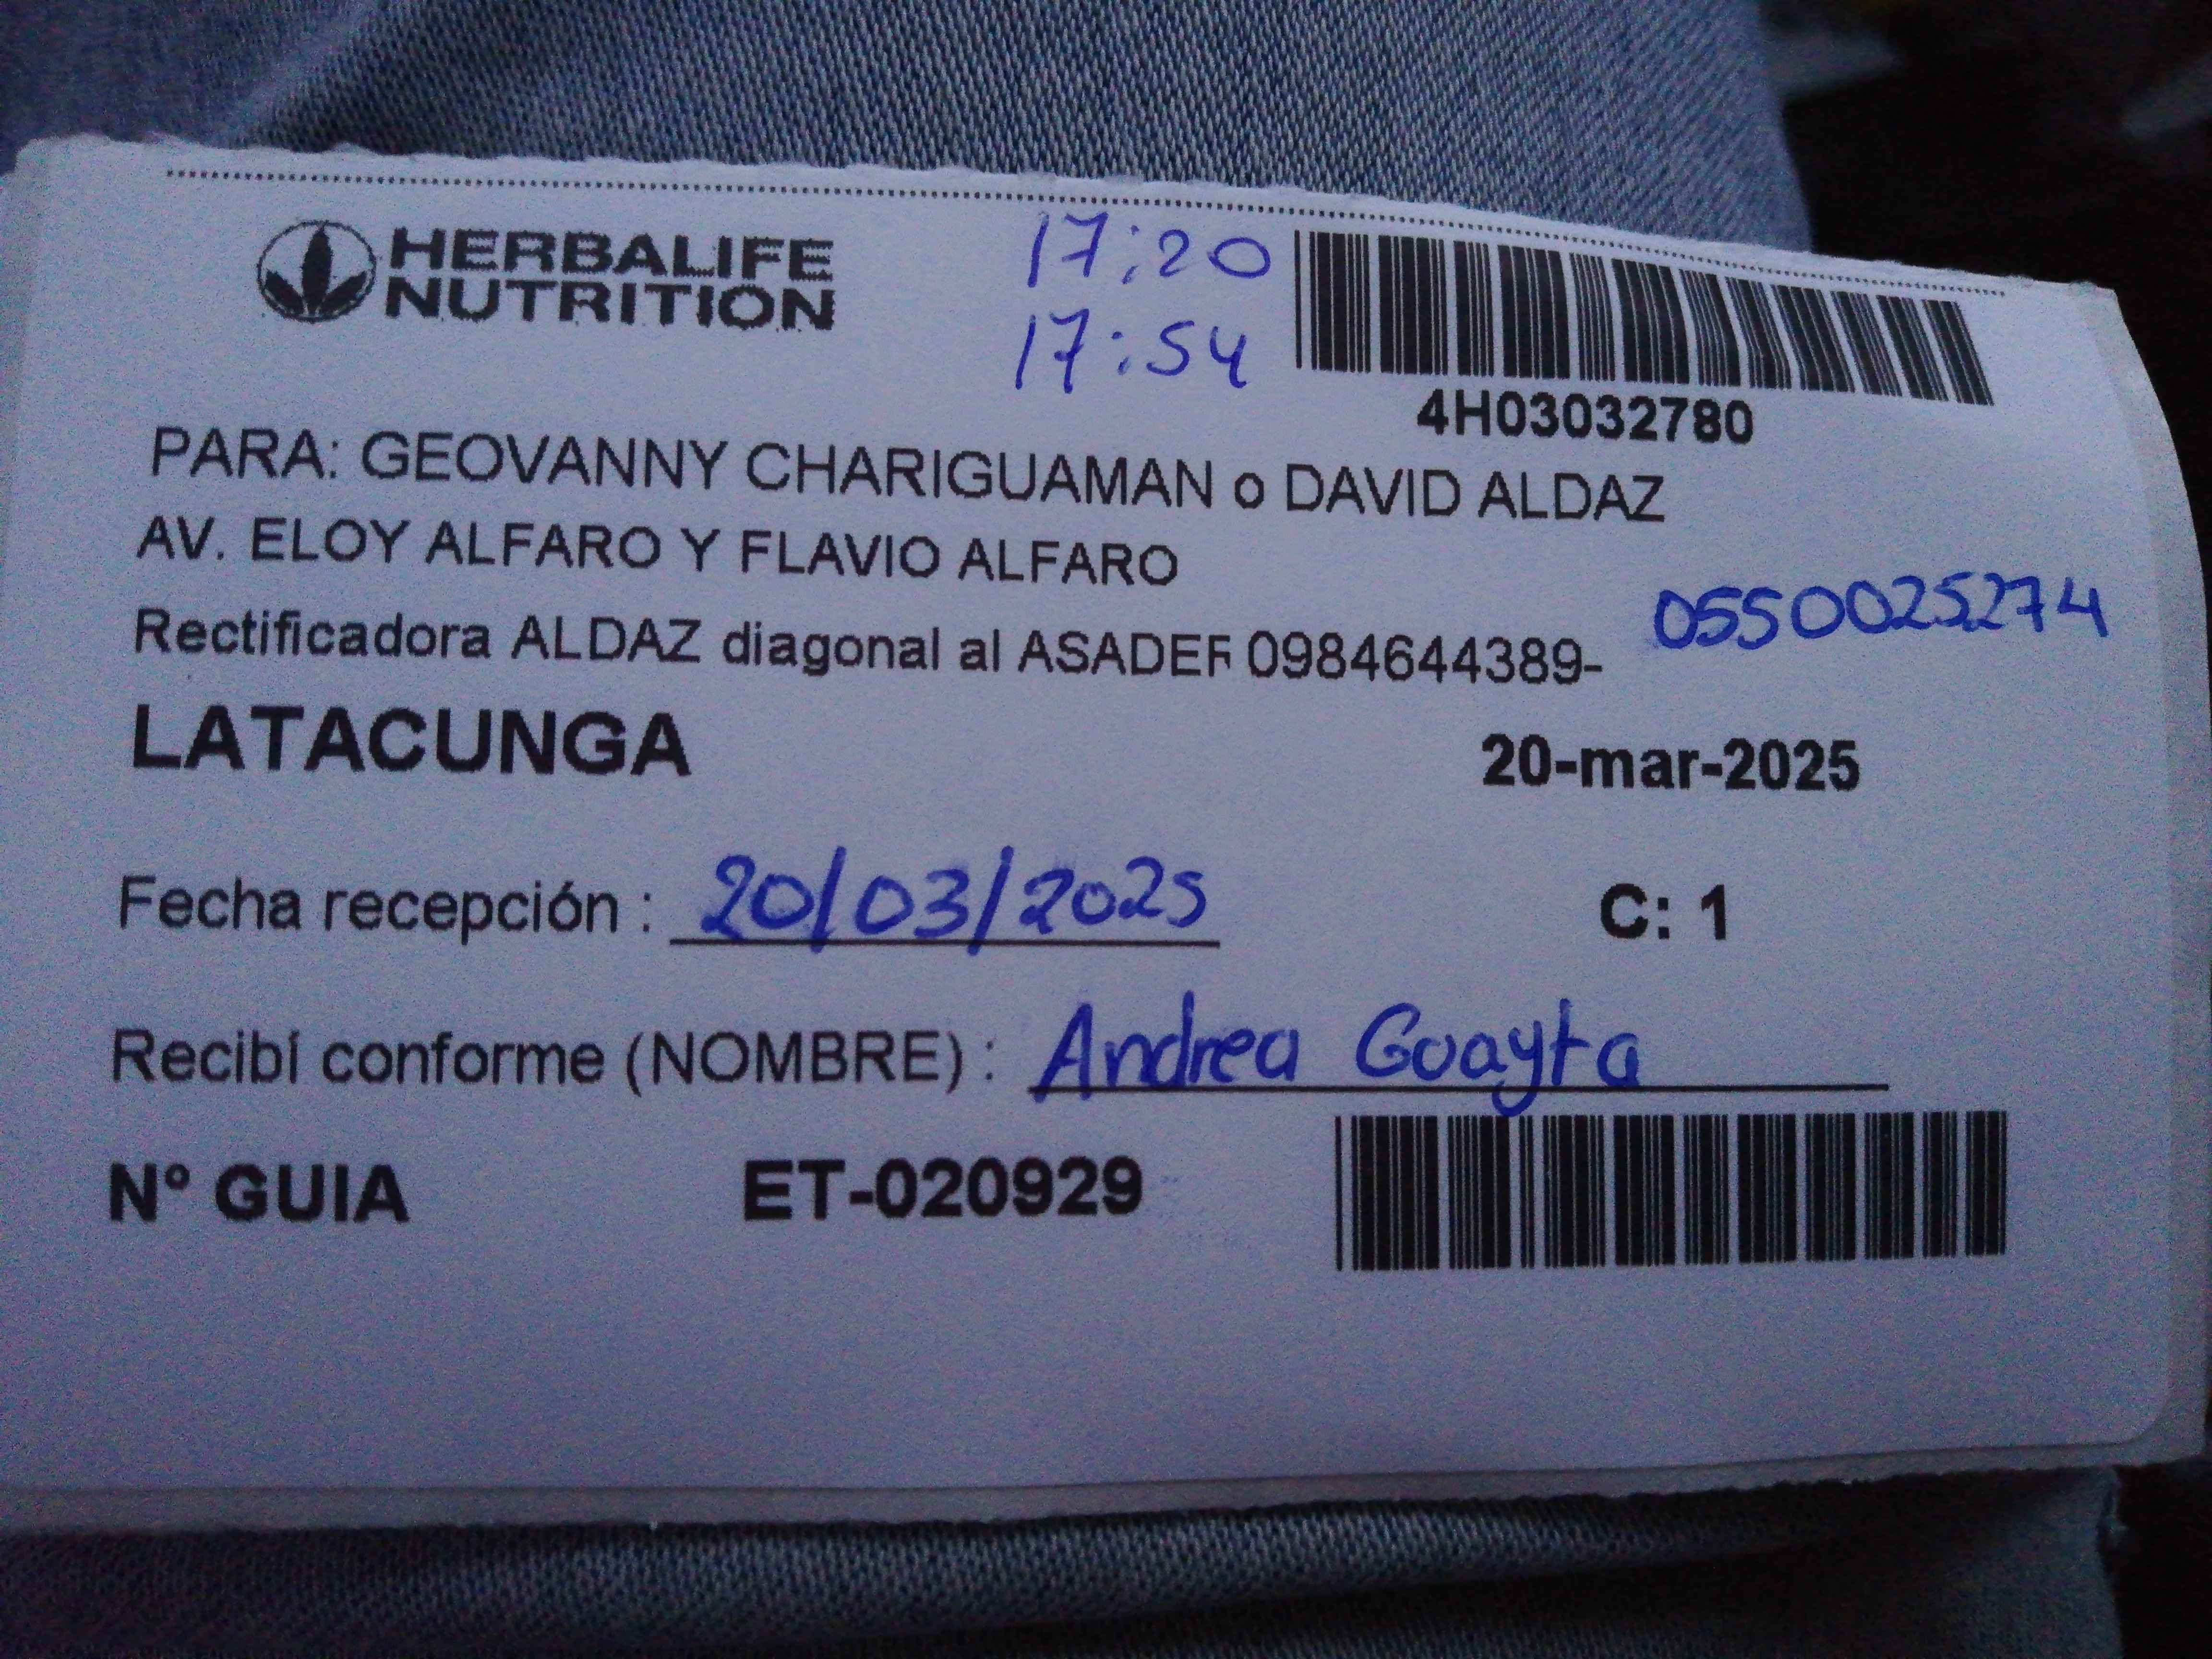 HERBALIFE
NUTRITION
17:20
17:54
4H03032780
PARA: GEOVANNY CHARIGUAMAN o DAVID ALDAZ
AV. ELOY ALFARO Y FLAVIO ALFARO
Rectificadora ALDAZ diagonal al ASADEF 0984644389-
0550025274
LATACUNGA
20-mar-2025
Fecha recepción : 20/03/2025
C: 1
Recibí conforme (NOMBRE) : Andrea Guayta
N° GUIA ET-020929